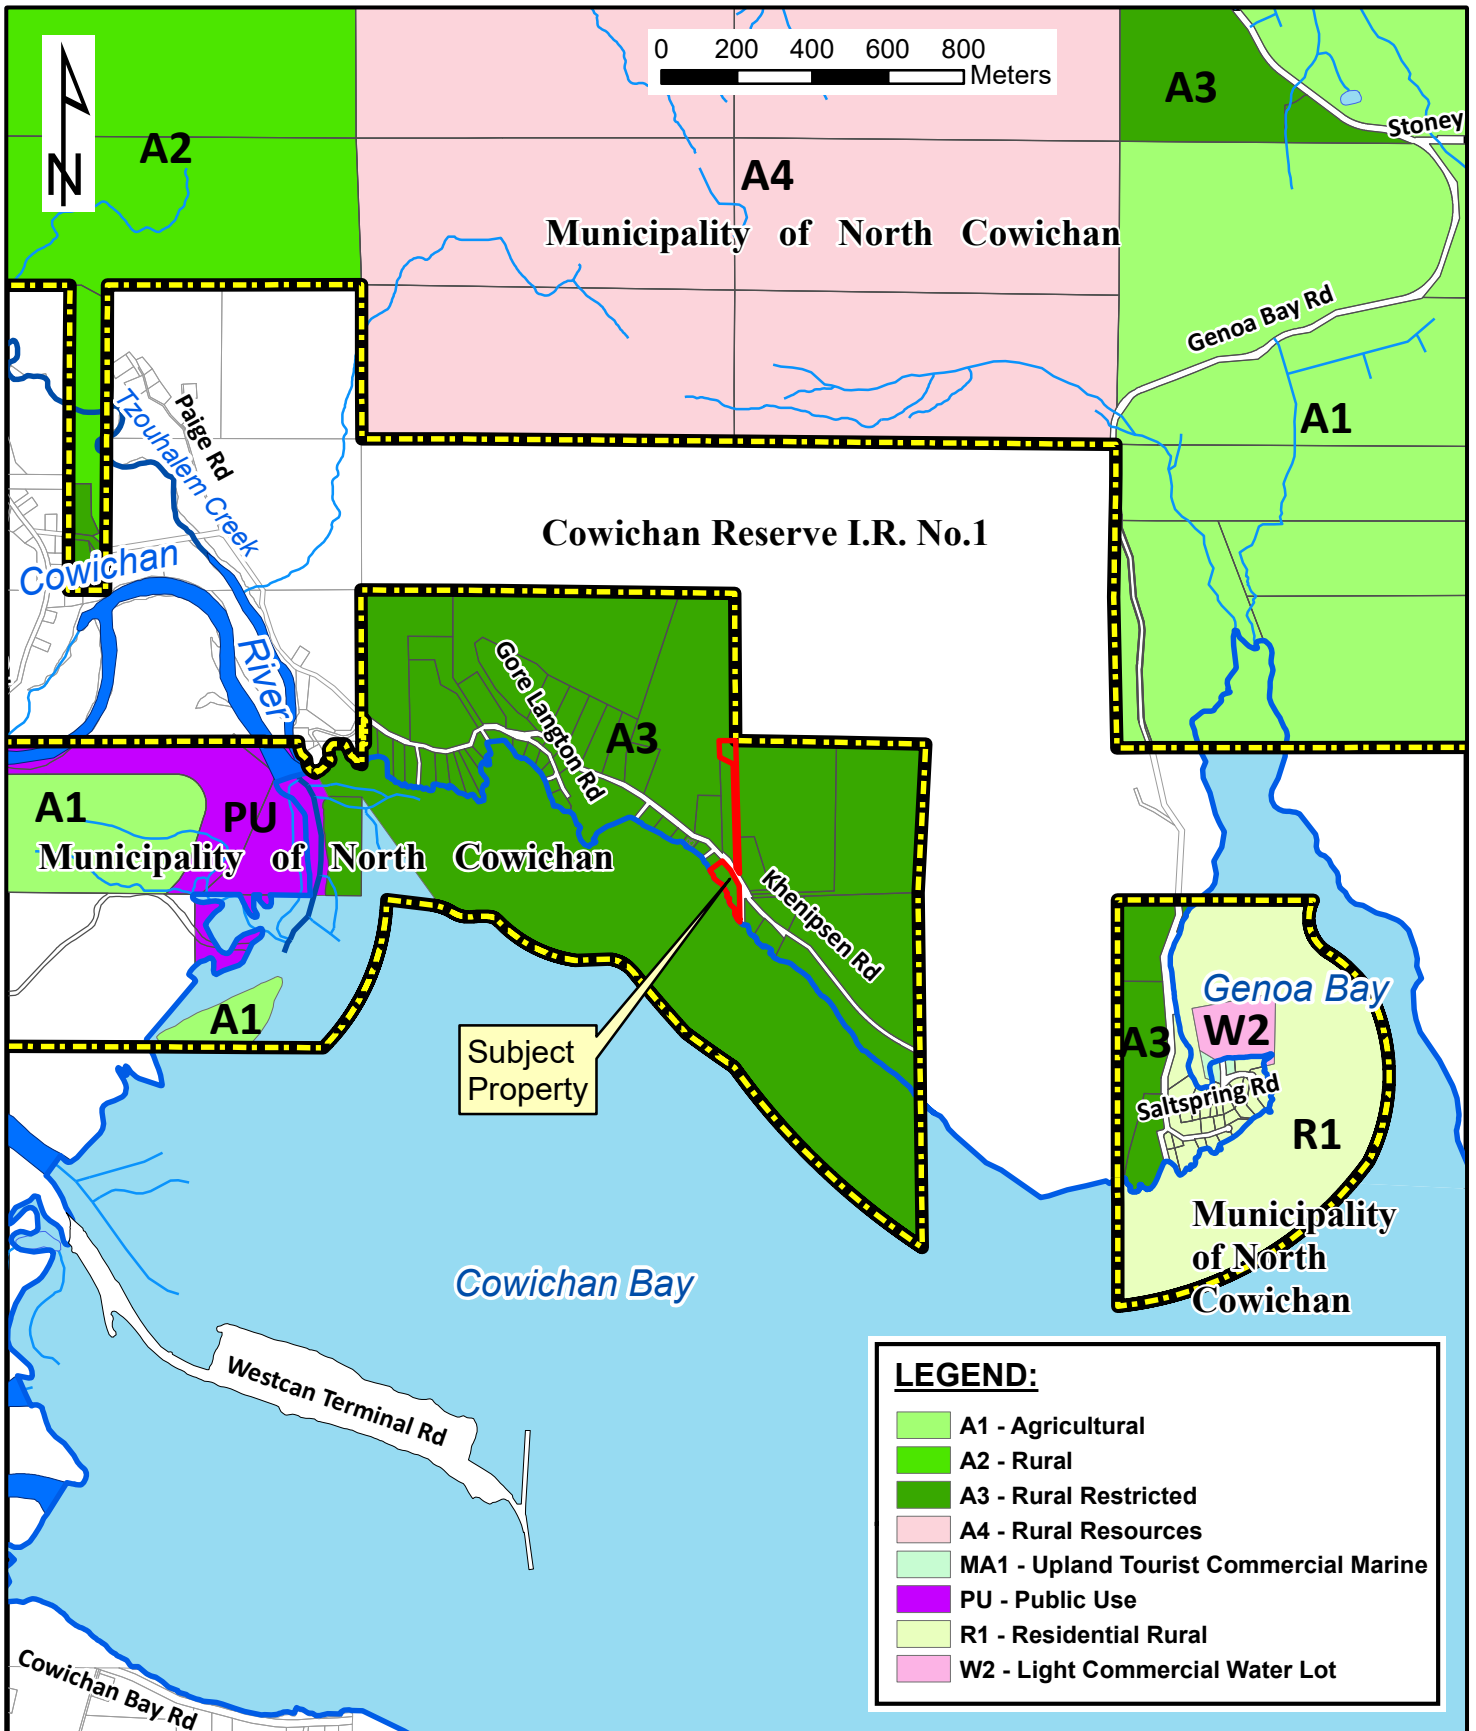 0 200 400 600 800
Meters
N
A2
A4
A3
Stoney
Municipality of North Cowichan
Genoa Bay Rd
A1
Paige Rd
Tzouhalem Creek
Cowichan Reserve I.R. No.1
Cowichan
River
Gore Langton Rd
A3
A1
PU
Municipality of North Cowichan
Khenipsen Rd
A1
Genoa Bay
W2
A3
Subject
Property
Saltspring Rd
R1
Municipality
of North
Cowichan
Cowichan Bay
Westcan Terminal Rd
Cowichan Bay Rd
LEGEND:
A1 - Agricultural
A2 - Rural
A3 - Rural Restricted
A4 - Rural Resources
MA1 - Upland Tourist Commercial Marine
PU - Public Use
R1 - Residential Rural
W2 - Light Commercial Water Lot